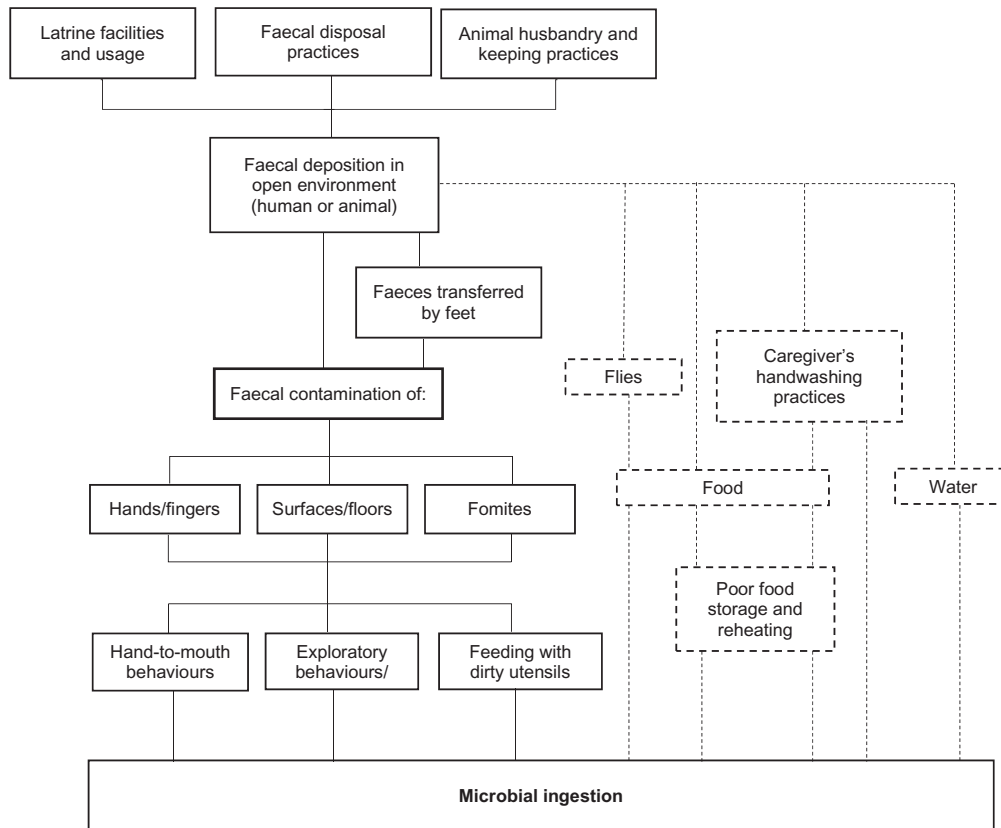 Latrine facilities
and usage
Faecal disposal
practices
Animal husbandry and
keeping practices
Faecal deposition in
open environment
(human or animal)
Faeces transferred
by feet
Faecal contamination of:
Flies
Caregiver's
handwashing
practices
Hands/fingers
Surfaces/floors
Fomites
Food
Water
Poor food
storage and
reheating
Hand-to-mouth
behaviours
Exploratory
behaviours/
Feeding with
dirty utensils
Microbial ingestion